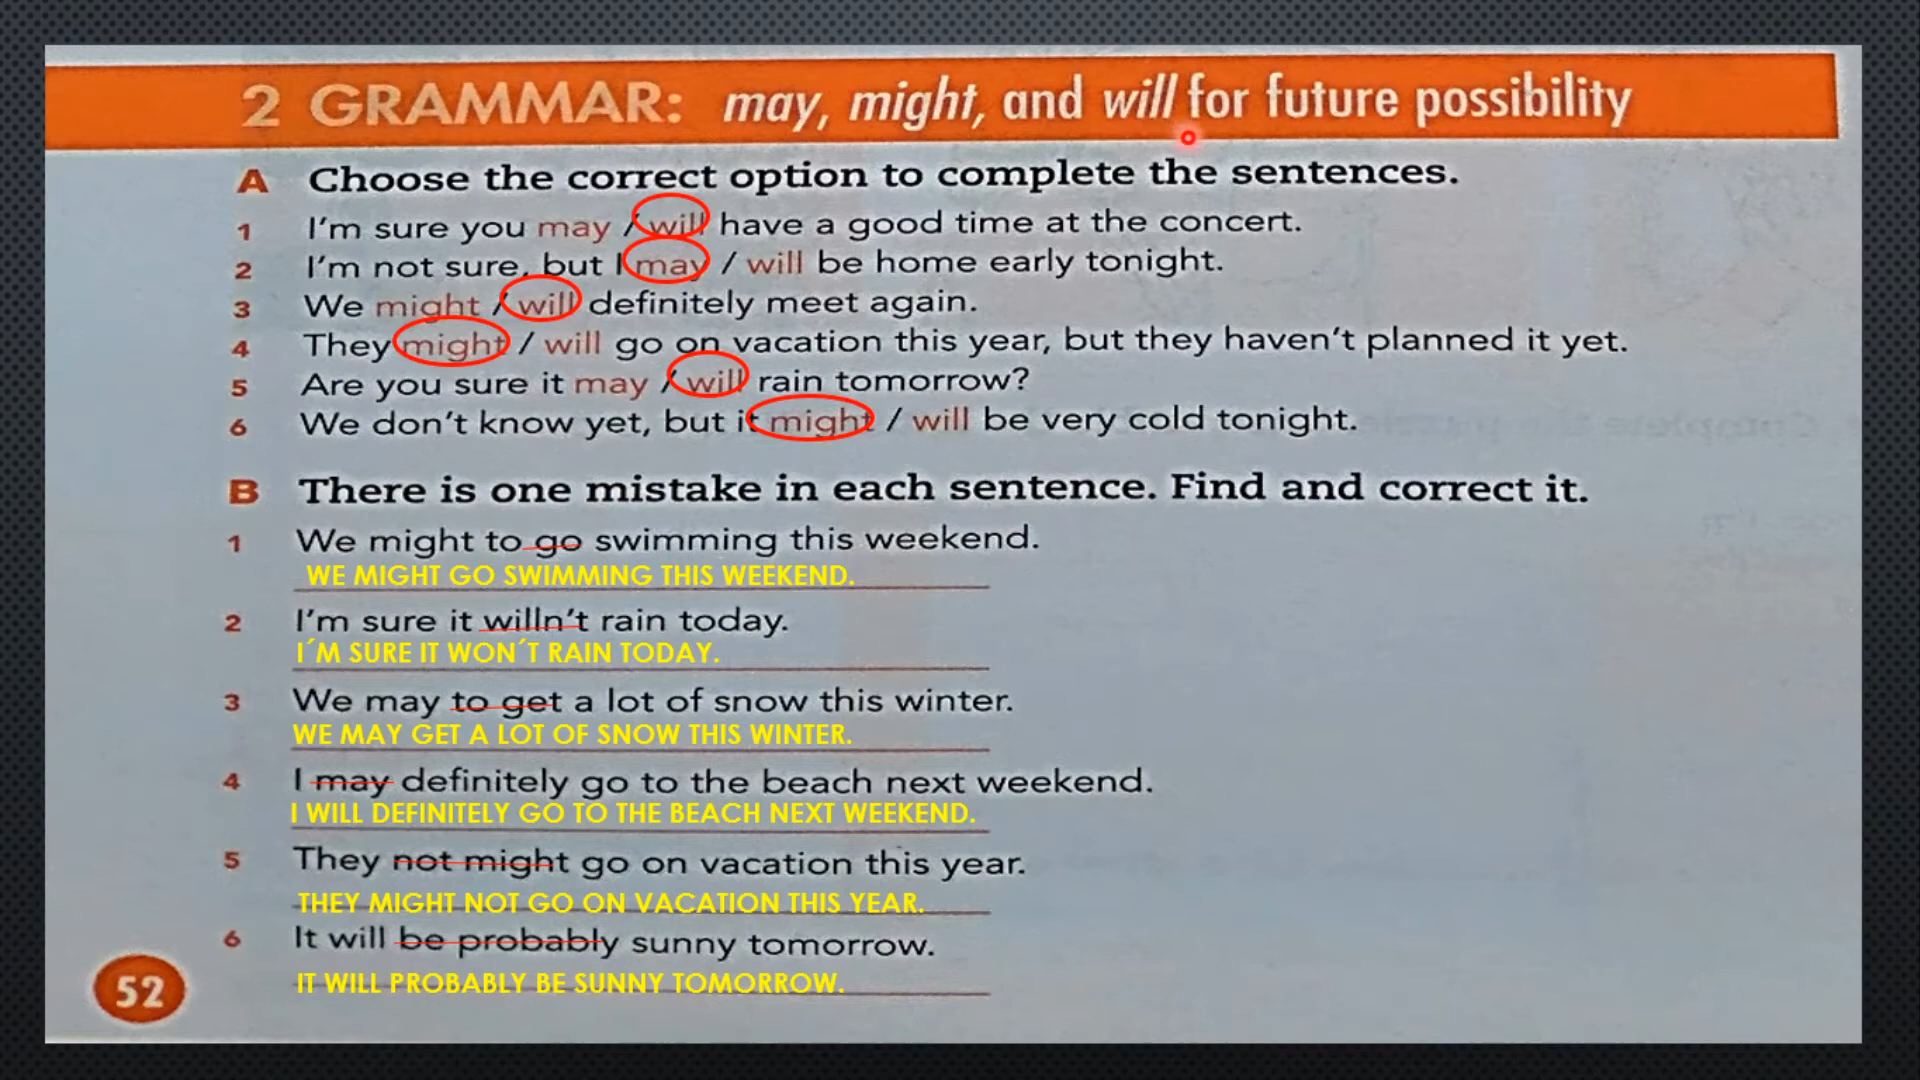 2 GRAMMAR: may, might, and will for future possibility
A Choose the correct option to complete the sentences.
1 I'm sure you may / will have a good time at the concert.
2 I'm not sure, but I may / will be home early tonight.
3 We might / will definitely meet again.
4 They might / will go on vacation this year, but they haven't planned it yet.
5 Are you sure it may / will rain tomorrow?
6 We don't know yet, but it might / will be very cold tonight.
B There is one mistake in each sentence. Find and correct it.
1 We might to go swimming this weekend.
WE MIGHT GO SWIMMING THIS WEEKEND.
2 I'm sure it willn't rain today.
I´M SURE IT WON´T RAIN TODAY.
3 We may to get a lot of snow this winter.
WE MAY GET A LOT OF SNOW THIS WINTER.
4 I may definitely go to the beach next weekend.
I WILL DEFINITELY GO TO THE BEACH NEXT WEEKEND.
5 They not might go on vacation this year.
THEY MIGHT NOT GO ON VACATION THIS YEAR.
6 It will be probably sunny tomorrow.
IT WILL PROBABLY BE SUNNY TOMORROW.
52